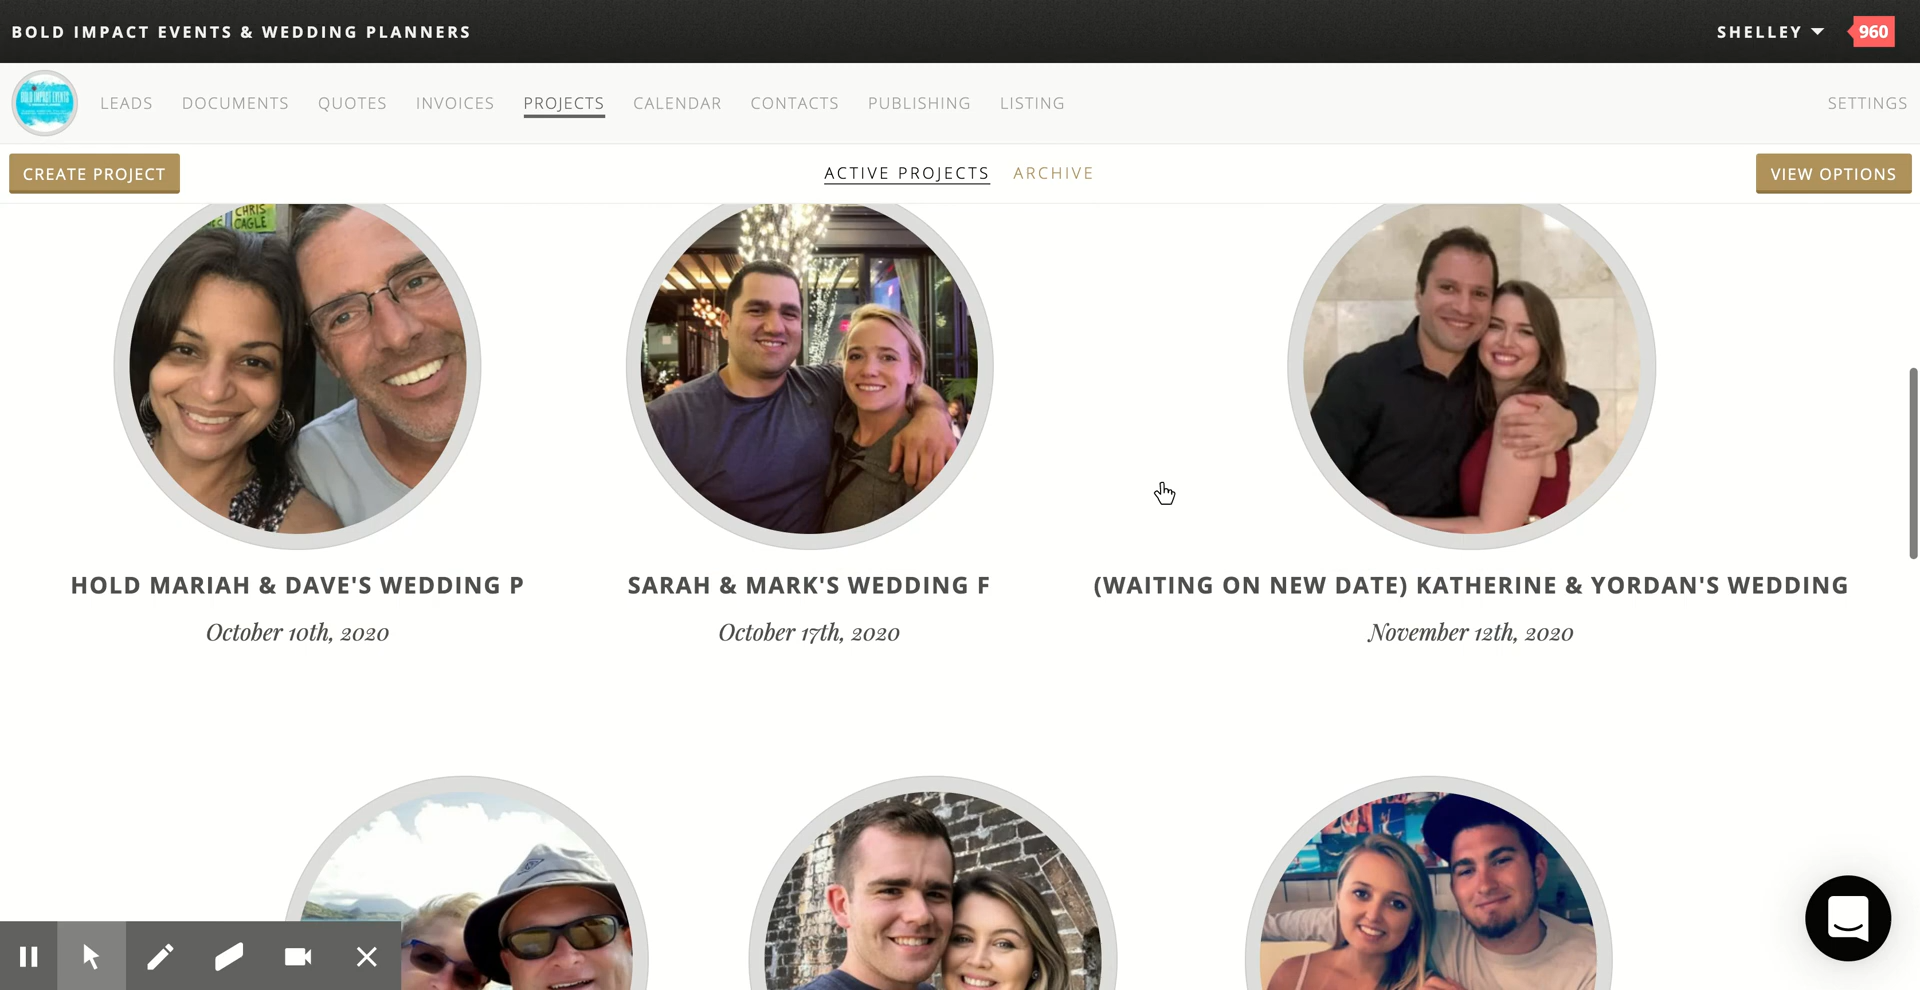 BOLD IMPACT EVENTS & WEDDING PLANNERS
SHELLEY
960
LEADS DOCUMENTS QUOTES INVOICES PROJECTS CALENDAR CONTACTS PUBLISHING LISTING SETTINGS
CREATE PROJECT
ACTIVE PROJECTS ARCHIVE
VIEW OPTIONS
CHRIS
CAGLE
HOLD MARIAH & DAVE'S WEDDING P
October 10th, 2020
SARAH & MARK'S WEDDING F
October 17th, 2020
(WAITING ON NEW DATE) KATHERINE & YORDAN'S WEDDING
November 12th, 2020